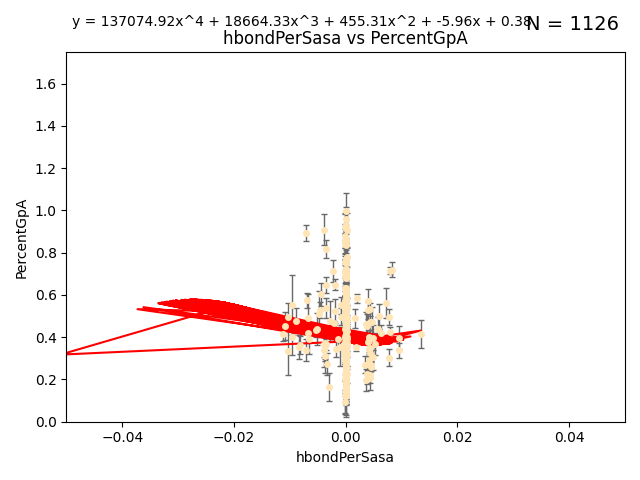 y = 137074.92x^4 + 18664.33x^3 + 455.31x^2 + -5.96x + 0.38
N = 1126
hbondPerSasa vs PercentGpA
1.6
1.4
1.2
1.0
0.8
0.6
0.4
0.2
0.0
PercentGpA
−0.04 −0.02 0.00 0.02 0.04
hbondPerSasa